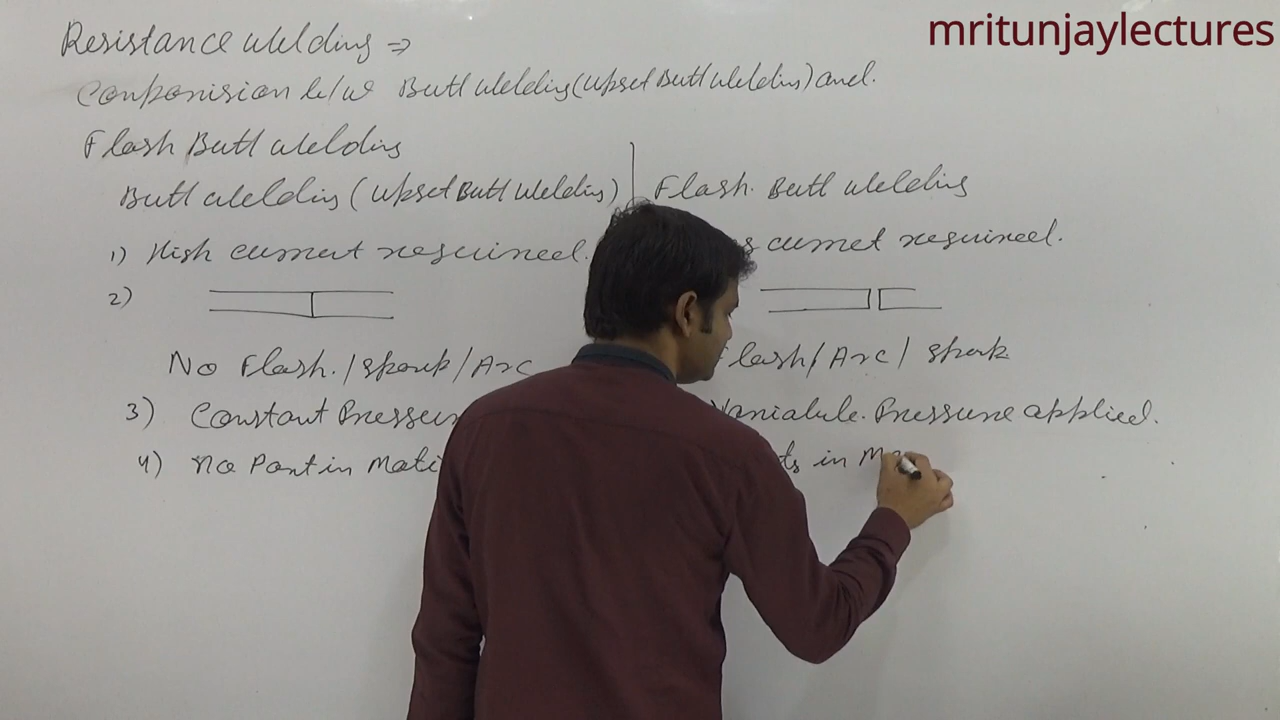 mritunjaylectures
Resistance welding ⇒
Comparision b/w Butt welding (Upset Butt welding) and
Flash Butt welding
Butt welding (Upset Butt welding) | Flash Butt welding
1) High current required. current required.
2)
No Flash / spark / Arc Flash / Arc / spark
3) Constant Variable Pressure applied.
4) No Part in in